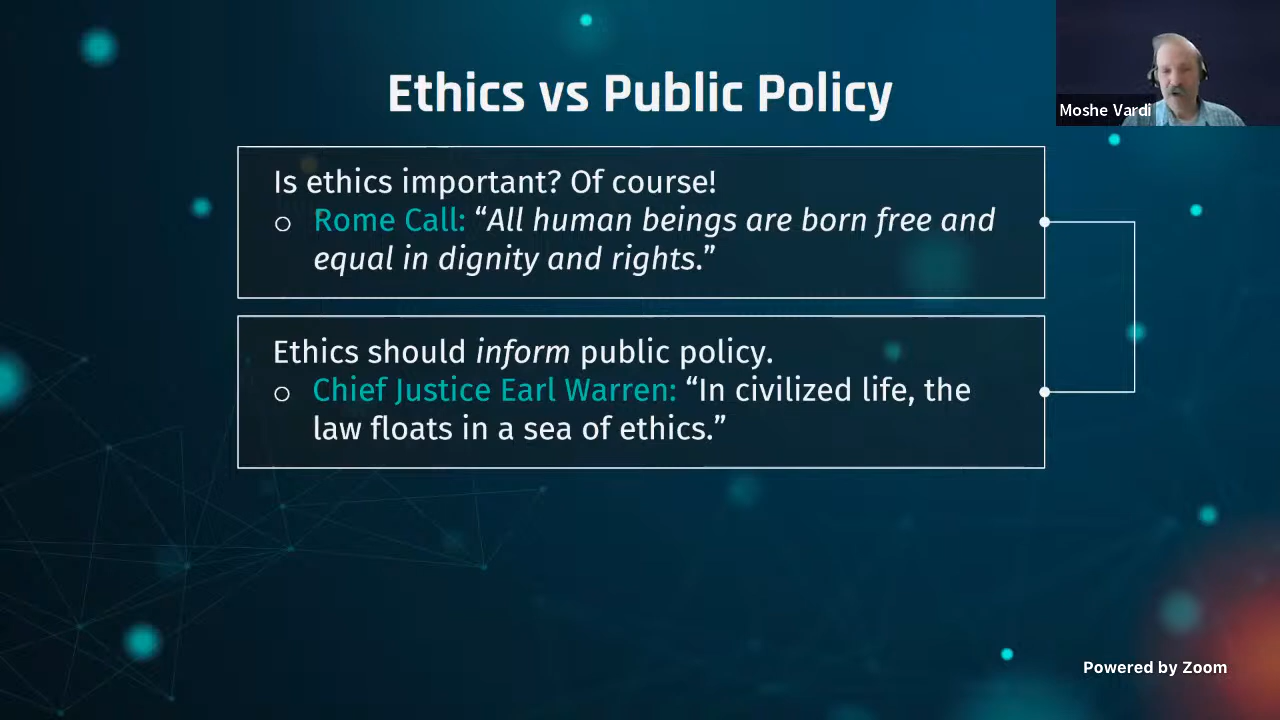 Ethics vs Public Policy
Moshe Vardi
Is ethics important? Of course!
o Rome Call: “All human beings are born free and
equal in dignity and rights.”
Ethics should inform public policy.
o Chief Justice Earl Warren: “In civilized life, the
law floats in a sea of ethics.”
Powered by Zoom